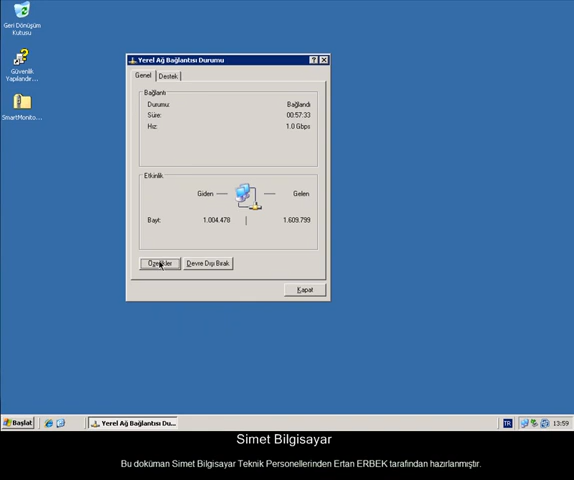 Geri Dönüşüm
Kutusu
Güvenlik
Yapılandır...
SmartMonito...
Yerel Ağ Bağlantısı Durumu
Genel
Destek
Bağlantı
Durumu:
Bağlandı
Süre:
00:57:33
Hız:
1.0 Gbps
Etkinlik
Giden
Gelen
Bayt:
1.004.478
1.609.799
Özellikler
Devre Dışı Bırak
Kapat
Başlat
Yerel Ağ Bağlantısı Du...
TR
13:59
Simet Bilgisayar
Bu doküman Simet Bilgisayar Teknik Personellerinden Ertan ERBEK tarafından hazırlanmıştır.